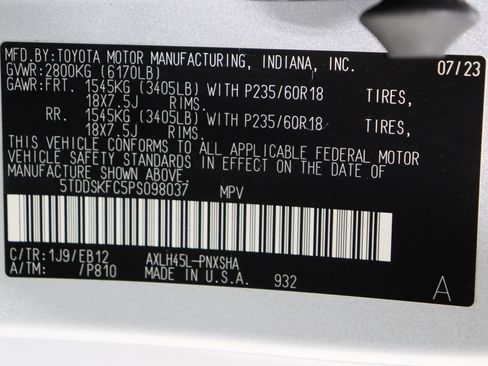 MFD.BY:TOYOTA MOTOR MANUFACTURING, INDIANA, INC. 07/23
GVWR:2800KG (6170LB)
GAWR:FRT. 1545KG (3405LB) WITH P235/60R18 TIRES,
18X7.5J RIMS.
RR. 1545KG (3405LB) WITH P235/60R18 TIRES,
18X7.5J RIMS.
THIS VEHICLE CONFORMS TO ALL APPLICABLE FEDERAL MOTOR
VEHICLE SAFETY STANDARDS IN EFFECT ON THE DATE OF
MANUFACTURE SHOWN ABOVE.
5TDDSKFC5PS098037 MPV
C/TR:1J9/EB12 AXLH45L-PNXSHA
A/TM: /P810 MADE IN U.S.A. 932 A